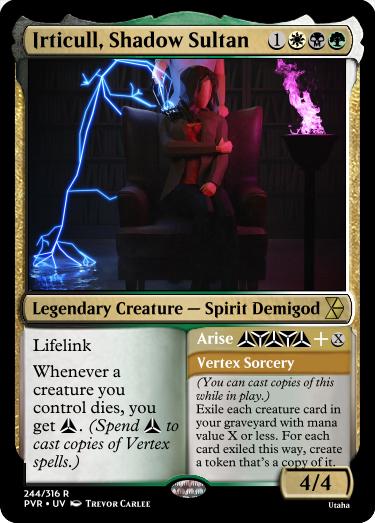 Irticull, Shadow Sultan 1
Legendary Creature — Spirit Demigod
Lifelink
Whenever a
creature you
control dies, you
get . (Spend to
cast copies of Vertex
spells.)
Arise + X
Vertex Sorcery
(You can cast copies of this
while in play.)
Exile each creature card in
your graveyard with mana
value X or less. For each
card exiled this way, create
a token that's a copy of it.
4/4
244/316 R
PVR • UV TREVOR CARLEE
Utaha